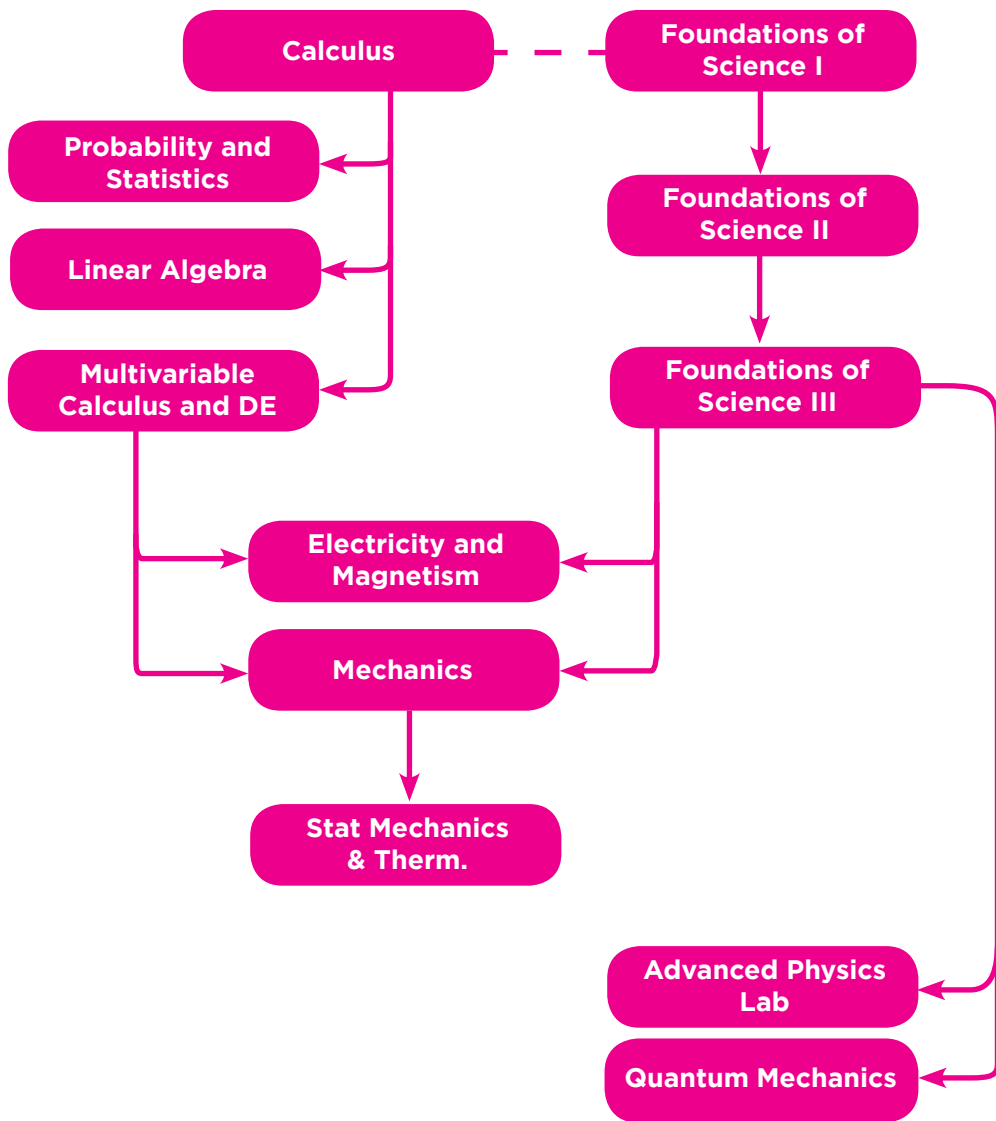 Calculus
Foundations of
Science I
Probability and
Statistics
Foundations of
Science II
Linear Algebra
Multivariable
Calculus and DE
Foundations of
Science III
Electricity and
Magnetism
Mechanics
Stat Mechanics
& Therm.
Advanced Physics
Lab
Quantum Mechanics